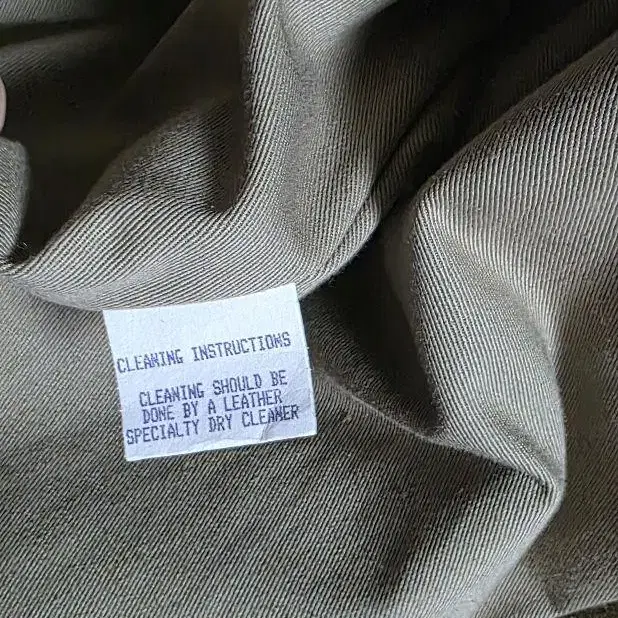 CLEANING INSTRUCTIONS
CLEANING SHOULD BE
DONE BY A LEATHER
SPECIALTY DRY CLEANER